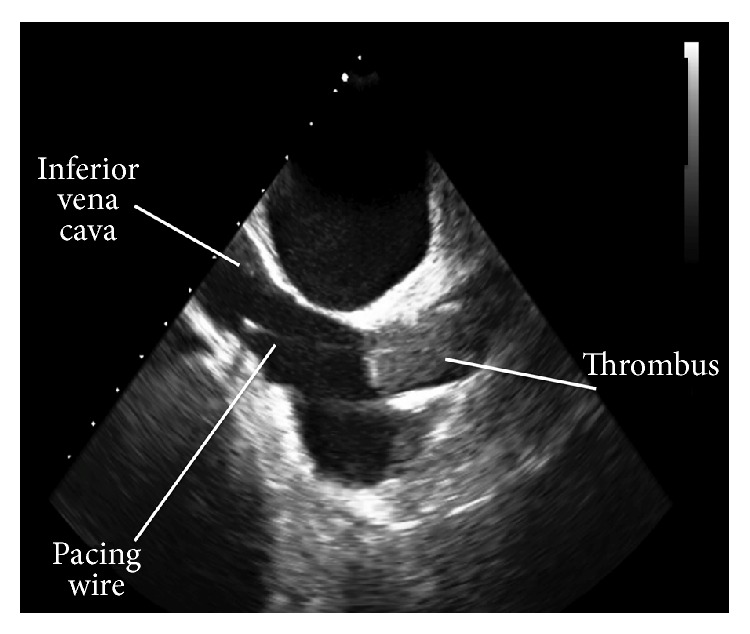 Inferior
vena
cava
Thrombus
Pacing
wire